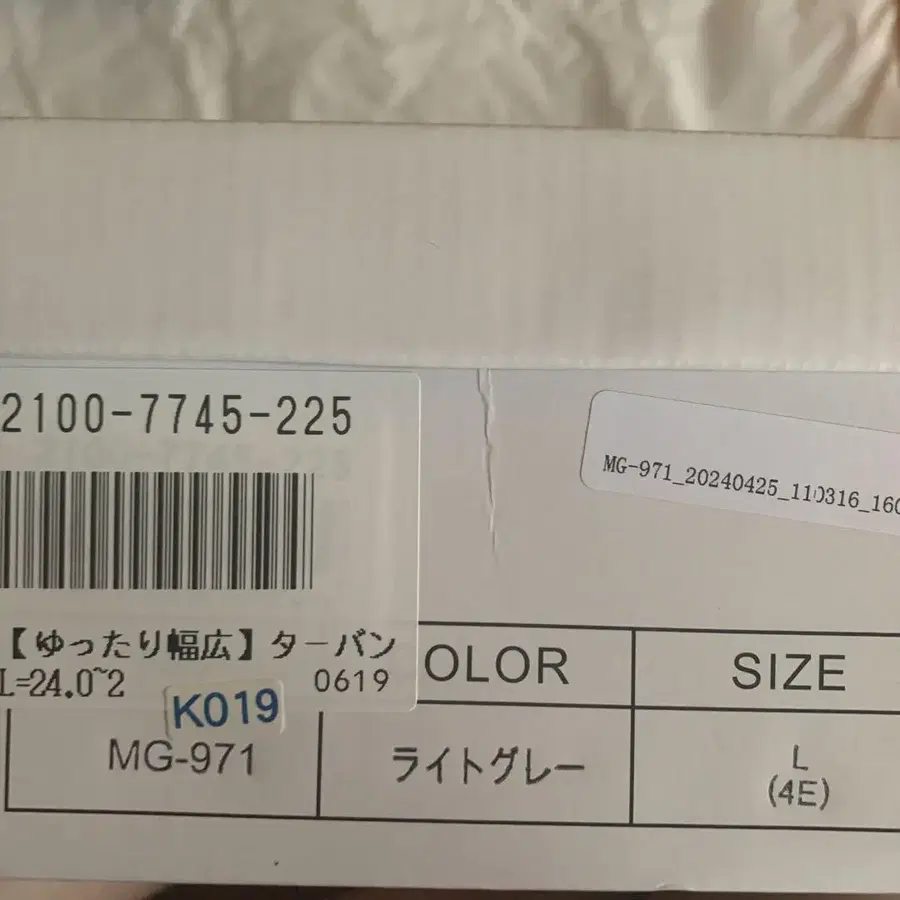 2100-7745-225
MG-971_20240425_110316_160
【ゆったり幅広】ターバン
L=24.0~2
0619
K019
OLOR
SIZE
MG-971
ライトグレー
L
(4E)